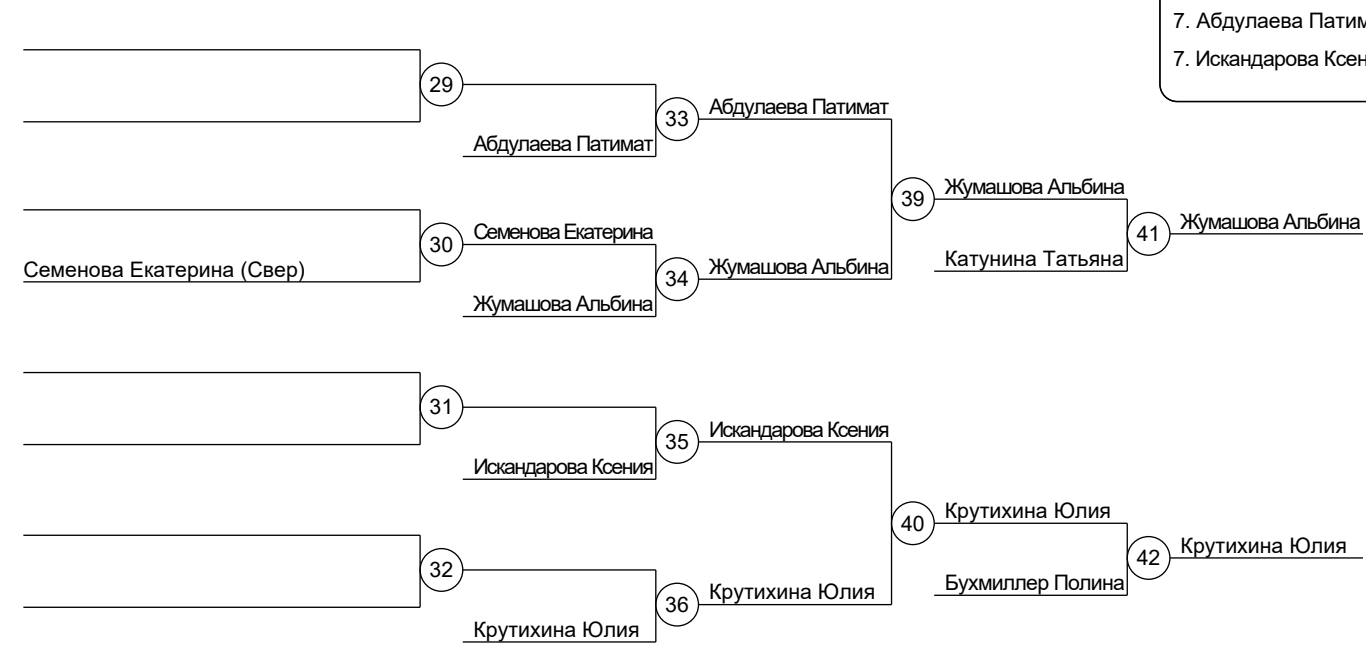 7. Абдулаева
7. Искандарова
29
33
Абдулаева Патимат
Абдулаева Патимат
39
Жумашова Альбина
30
Семенова Екатерина
41
Жумашова Альбина
Семенова Екатерина (Свер)
34
Жумашова Альбина
Катунина Татьяна
Жумашова Альбина
31
35
Искандарова Ксения
Искандарова Ксения
40
Крутихина Юлия
42
Крутихина Юлия
32
36
Крутихина Юлия
Бухмиллер Полина
Крутихина Юлия